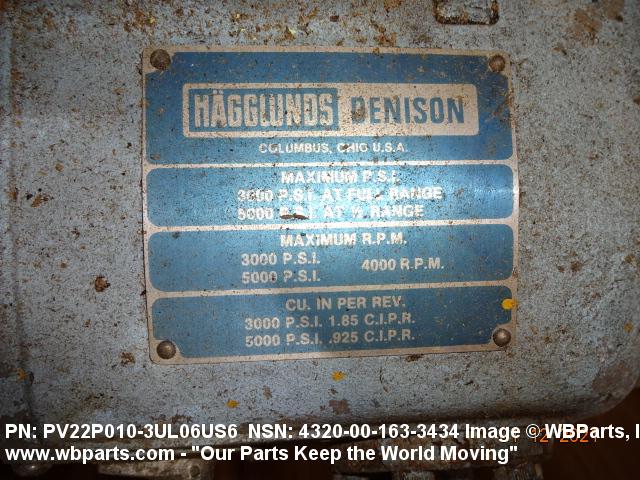 HÄGGLUNDS DENISON
COLUMBUS, OHIO U.S.A.
MAXIMUM P.S.I.
3000 P.S.I. AT FULL RANGE
5000 P.S.I. AT ½ RANGE
MAXIMUM R.P.M.
3000 P.S.I. 4000 R.P.M.
5000 P.S.I.
CU. IN PER REV.
3000 P.S.I. 1.85 C.I.P.R.
5000 P.S.I. .925 C.I.P.R.
PN: PV22P010-3UL06US6 NSN: 4320-00-163-3434 Image © WBParts, I
www.wbparts.com - "Our Parts Keep the World Moving"